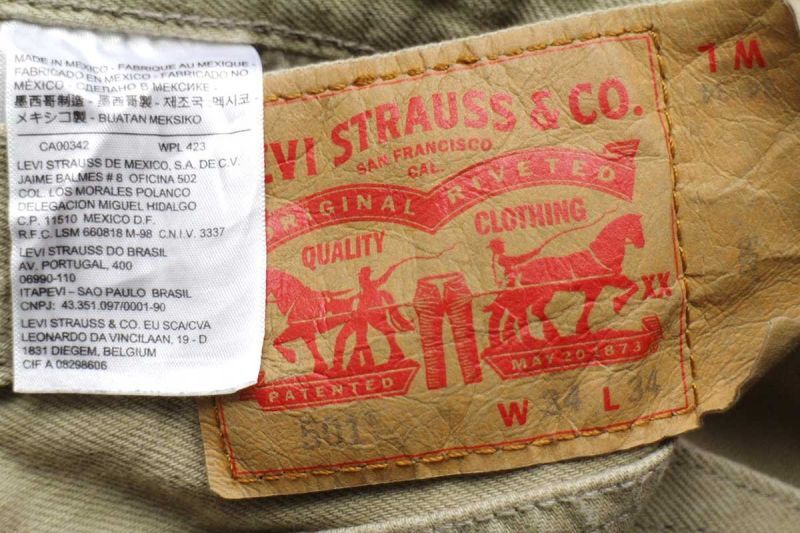 MADE IN MEXICO - FABRIQUE AU MEXIQUE
FABRICADO EN MEXICO - FABRICADO NO
MÉXICO - СДЕЛАНО В МЕКСИКЕ -
墨西哥制造 - 墨西哥製 - 제조국 멕시코
メキシコ製 - BUATAN MEKSIKO
CA00342 WPL 423
LEVI STRAUSS DE MEXICO, S.A. DE C.V.
JAIME BALMES # 8 OFICINA 502
COL. LOS MORALES POLANCO
DELEGACION MIGUEL HIDALGO
C.P. 11510 MEXICO D.F.
R.F.C. LSM 660818 M-98 C.N.I.V. 3337
LEVI STRAUSS DO BRASIL
AV. PORTUGAL, 400
06990-110
ITAPEVI – SAO PAULO BRASIL
CNPJ: 43.351.097/0001-90
LEVI STRAUSS & CO. EU SCA/CVA
LEONARDO DA VINCILAAN, 19 - D
1831 DIEGEM, BELGIUM
CIF A 08298606
EVI STRAUSS & CO.
SAN FRANCISCO
CAL.
ORIGINAL RIVETED
QUALITY CLOTHING
XX
PATENTED MAY 20 1873
501® W 34 L 34
L W